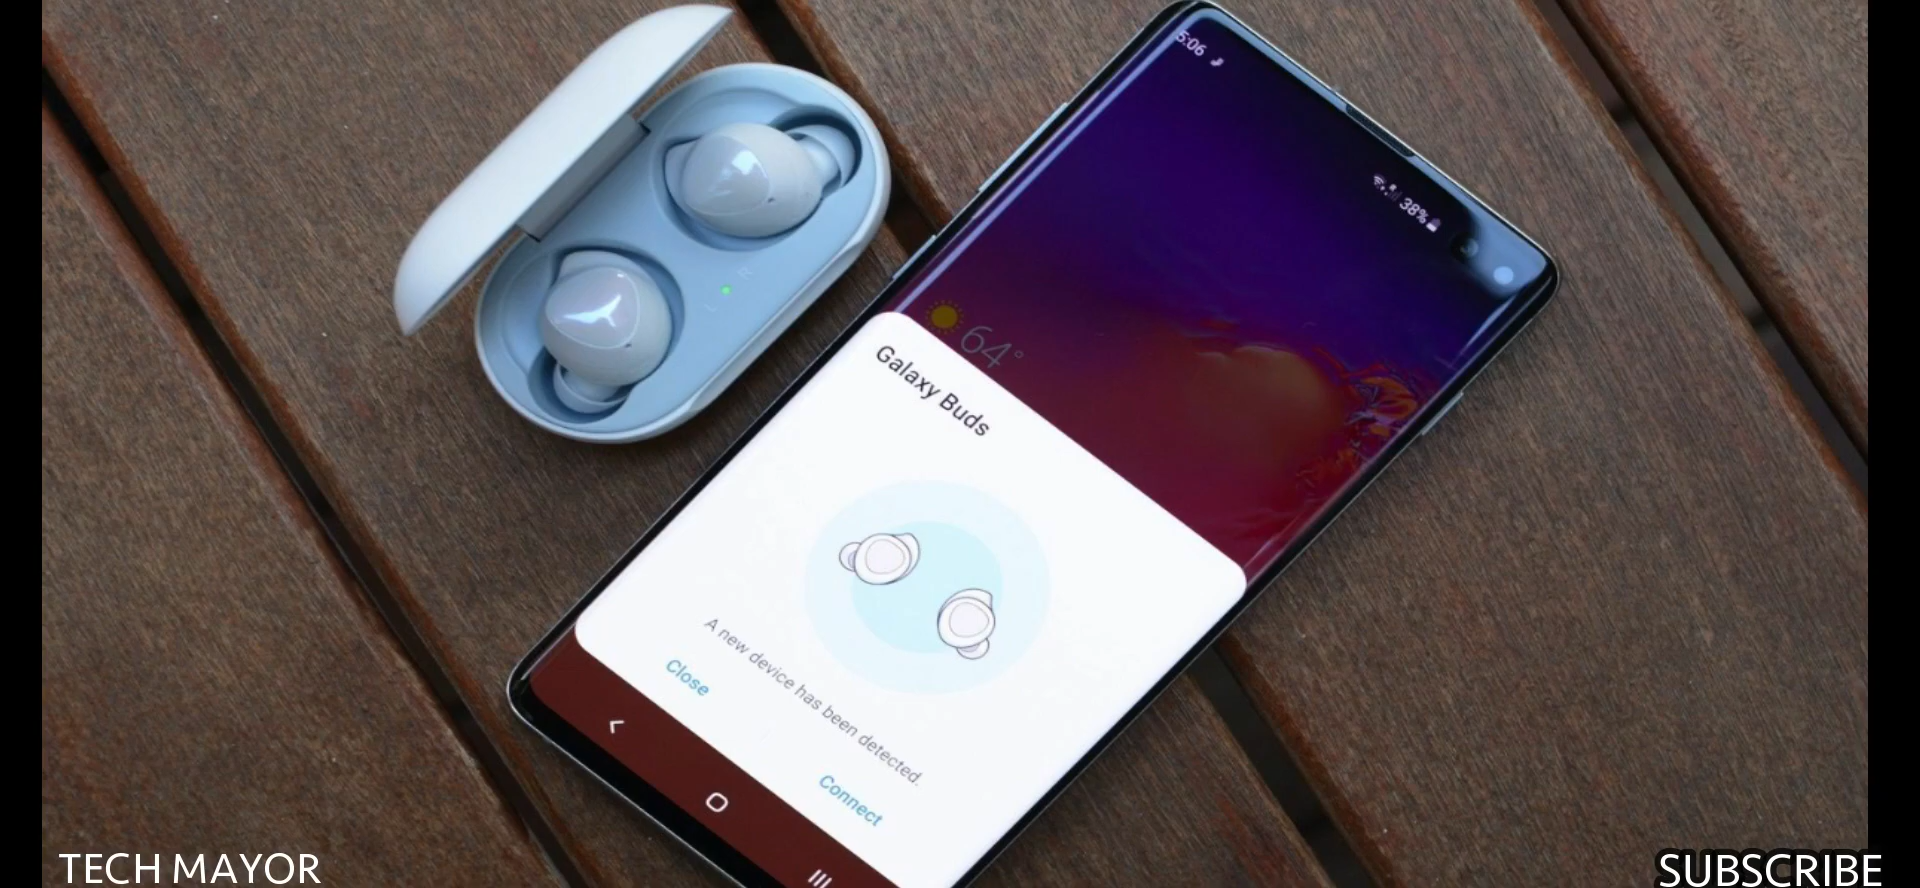 5:06
38%
64°
Galaxy Buds
R
L
A new device has been detected.
Close
Connect
TECH MAYOR
SUBSCRIBE